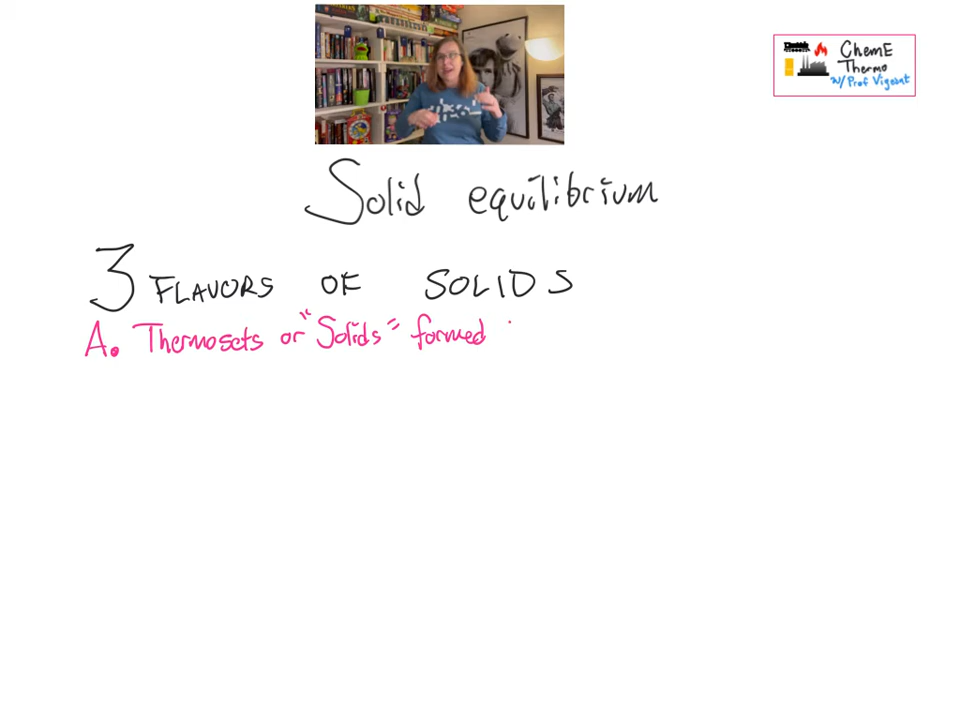 ChemE
Thermo
w/ Prof Vigeant
Solid equilibrium
3 FLAVORS OF SOLIDS
A. Thermosets or "Solids" formed